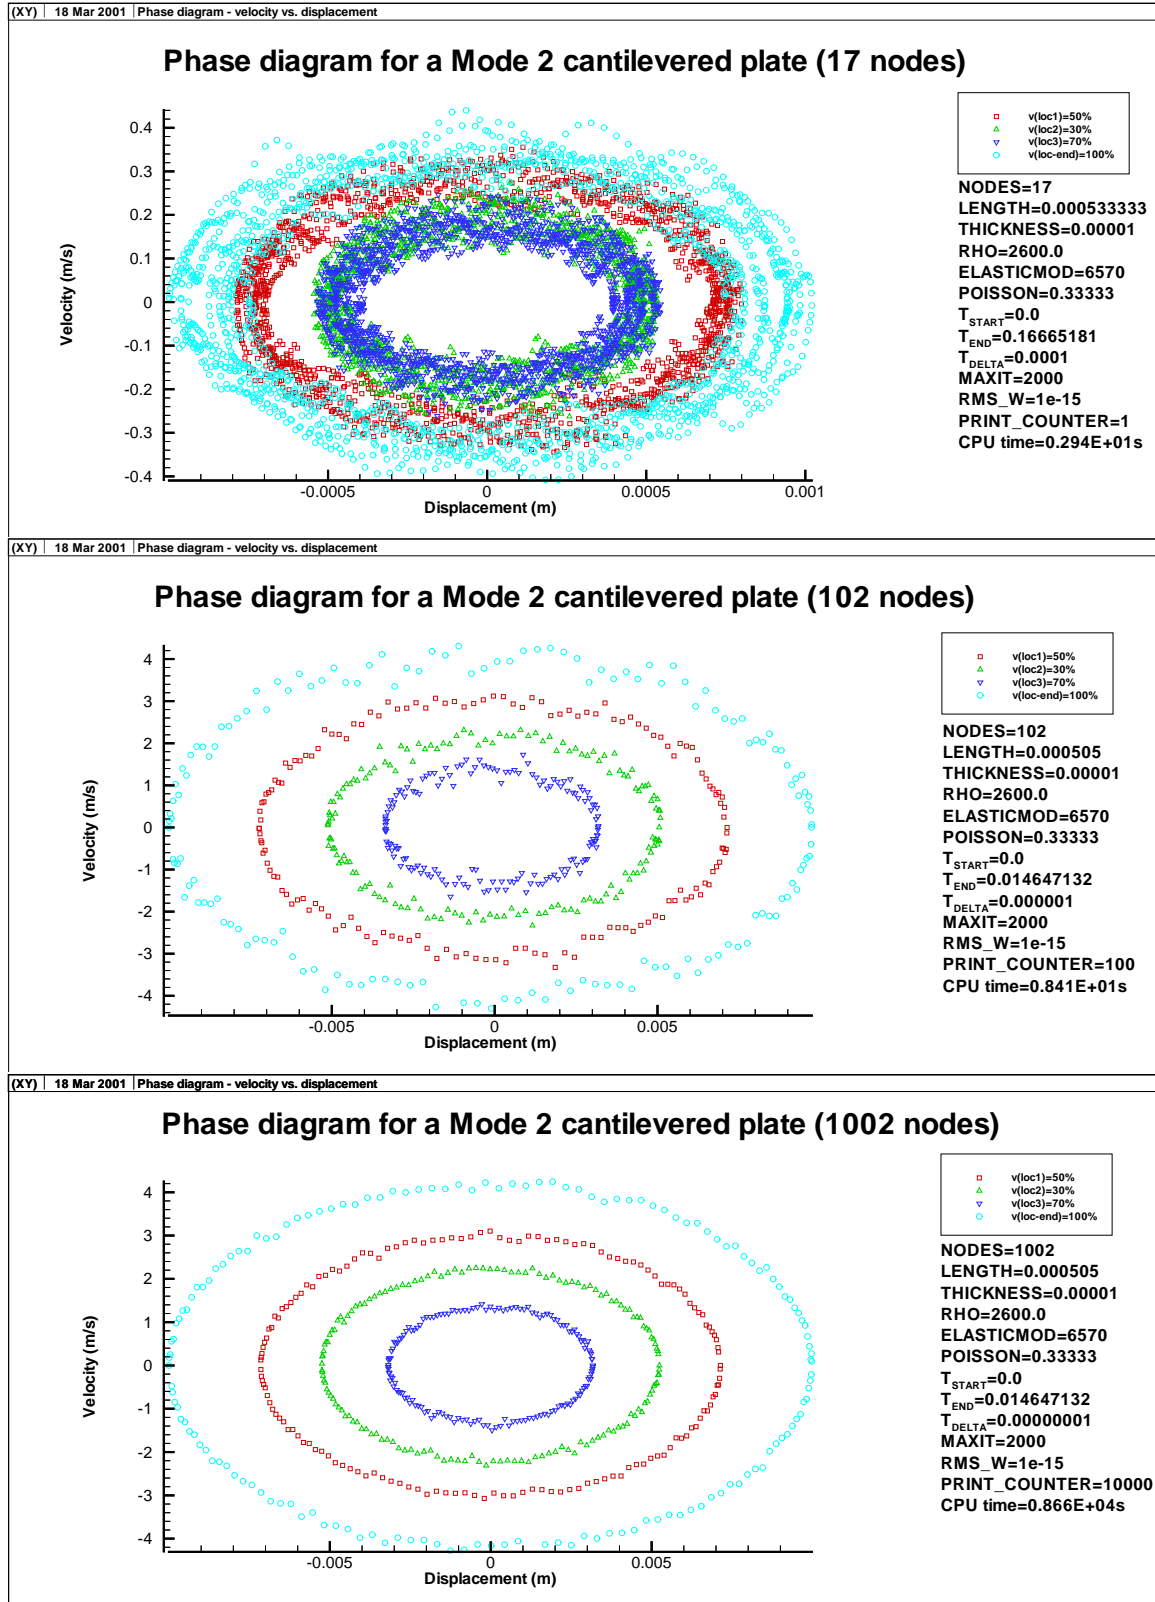 (XY) 18 Mar 2001 Phase diagram - velocity vs. displacement
Phase diagram for a Mode 2 cantilevered plate (17 nodes)
v(loc1)=50%
v(loc2)=30%
v(loc3)=70%
v(loc-end)=100%
NODES=17
LENGTH=0.000533333
THICKNESS=0.00001
RHO=2600.0
ELASTICMOD=6570
POISSON=0.33333
T_START=0.0
T_END=0.16665181
T_DELTA=0.0001
MAXIT=2000
RMS_W=1e-15
PRINT_COUNTER=1
CPU time=0.294E+01s
Velocity (m/s)
0.4
0.3
0.2
0.1
0
-0.1
-0.2
-0.3
-0.4
-0.0005 0 0.0005 0.001
Displacement (m)
(XY) 18 Mar 2001 Phase diagram - velocity vs. displacement
Phase diagram for a Mode 2 cantilevered plate (102 nodes)
v(loc1)=50%
v(loc2)=30%
v(loc3)=70%
v(loc-end)=100%
NODES=102
LENGTH=0.000505
THICKNESS=0.00001
RHO=2600.0
ELASTICMOD=6570
POISSON=0.33333
T_START=0.0
T_END=0.014647132
T_DELTA=0.000001
MAXIT=2000
RMS_W=1e-15
PRINT_COUNTER=100
CPU time=0.841E+01s
Velocity (m/s)
4
3
2
1
0
-1
-2
-3
-4
-0.005 0 0.005
Displacement (m)
(XY) 18 Mar 2001 Phase diagram - velocity vs. displacement
Phase diagram for a Mode 2 cantilevered plate (1002 nodes)
v(loc1)=50%
v(loc2)=30%
v(loc3)=70%
v(loc-end)=100%
NODES=1002
LENGTH=0.000505
THICKNESS=0.00001
RHO=2600.0
ELASTICMOD=6570
POISSON=0.33333
T_START=0.0
T_END=0.014647132
T_DELTA=0.00000001
MAXIT=2000
RMS_W=1e-15
PRINT_COUNTER=10000
CPU time=0.866E+04s
Velocity (m/s)
4
3
2
1
0
-1
-2
-3
-4
-0.005 0 0.005
Displacement (m)